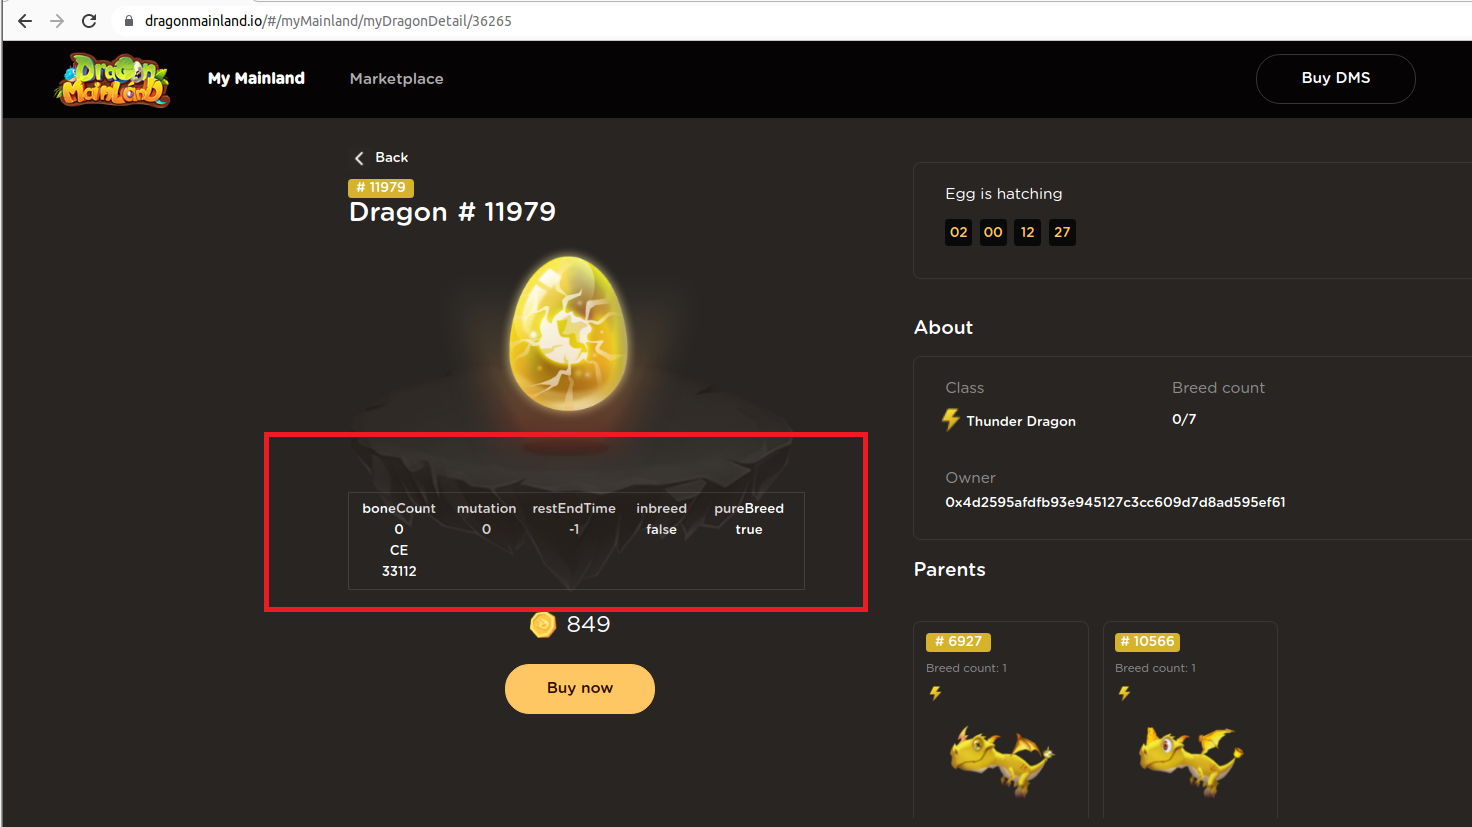 dragonmainland.io/#/myMainland/myDragonDetail/36265
Dragon
MainLand
My Mainland
Marketplace
Buy DMS
Back
# 11979
Dragon # 11979
boneCount mutation restEndTime inbreed pureBreed
0 0 -1 false true
CE
33112
849
Buy now
Egg is hatching
02 00 12 27
About
Class Breed count
Thunder Dragon 0/7
Owner
0x4d2595afdfb93e945127c3cc609d7d8ad595ef61
Parents
# 6927 # 10566
Breed count: 1 Breed count: 1